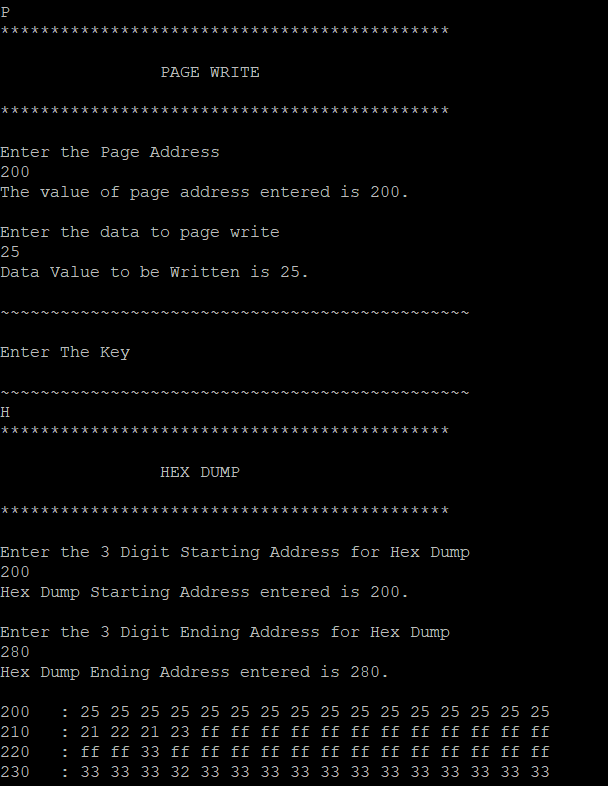 P
*********************************************
PAGE WRITE
*********************************************
Enter the Page Address
200
The value of page address entered is 200.
Enter the data to page write
25
Data Value to be Written is 25.
~~~~~~~~~~~~~~~~~~~~~~~~~~~~~~~~~~~~~~~~~~~~~~~
Enter The Key
~~~~~~~~~~~~~~~~~~~~~~~~~~~~~~~~~~~~~~~~~~~~~~~
H
*********************************************
HEX DUMP
*********************************************
Enter the 3 Digit Starting Address for Hex Dump
200
Hex Dump Starting Address entered is 200.
Enter the 3 Digit Ending Address for Hex Dump
280
Hex Dump Ending Address entered is 280.
200   : 25 25 25 25 25 25 25 25 25 25 25 25 25 25 25 25
210   : 21 22 21 23 ff ff ff ff ff ff ff ff ff ff ff ff
220   : ff ff 33 ff ff ff ff ff ff ff ff ff ff ff ff ff
230   : 33 33 33 32 33 33 33 33 33 33 33 33 33 33 33 33